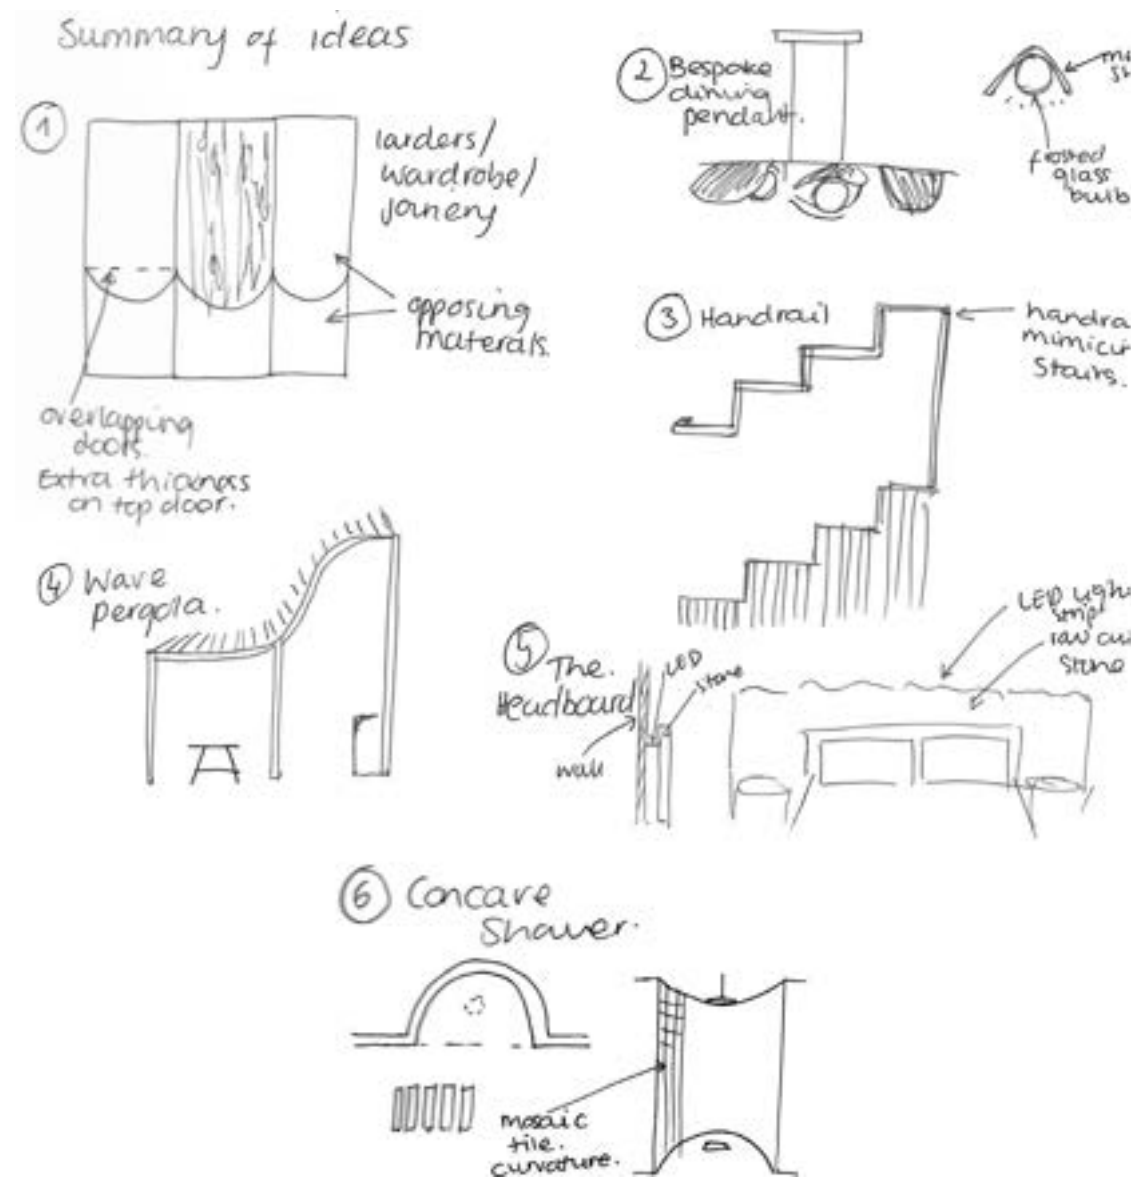 Summary of ideas
1
larders/
wardrobe/
joinery
opposing
materals.
overlapping
doors.
Extra thickness
on top door.
2
Bespoke
dining
pendant.
frosted
glass
bulb
3
Handrail
handra
mimicin
stairs.
4
Wave
pergola.
5
The.
Headboard
wall
LED
stone
LED light
strip
raw cu
stone
6
Concave
Shower.
mosaic
tile.
curvature.